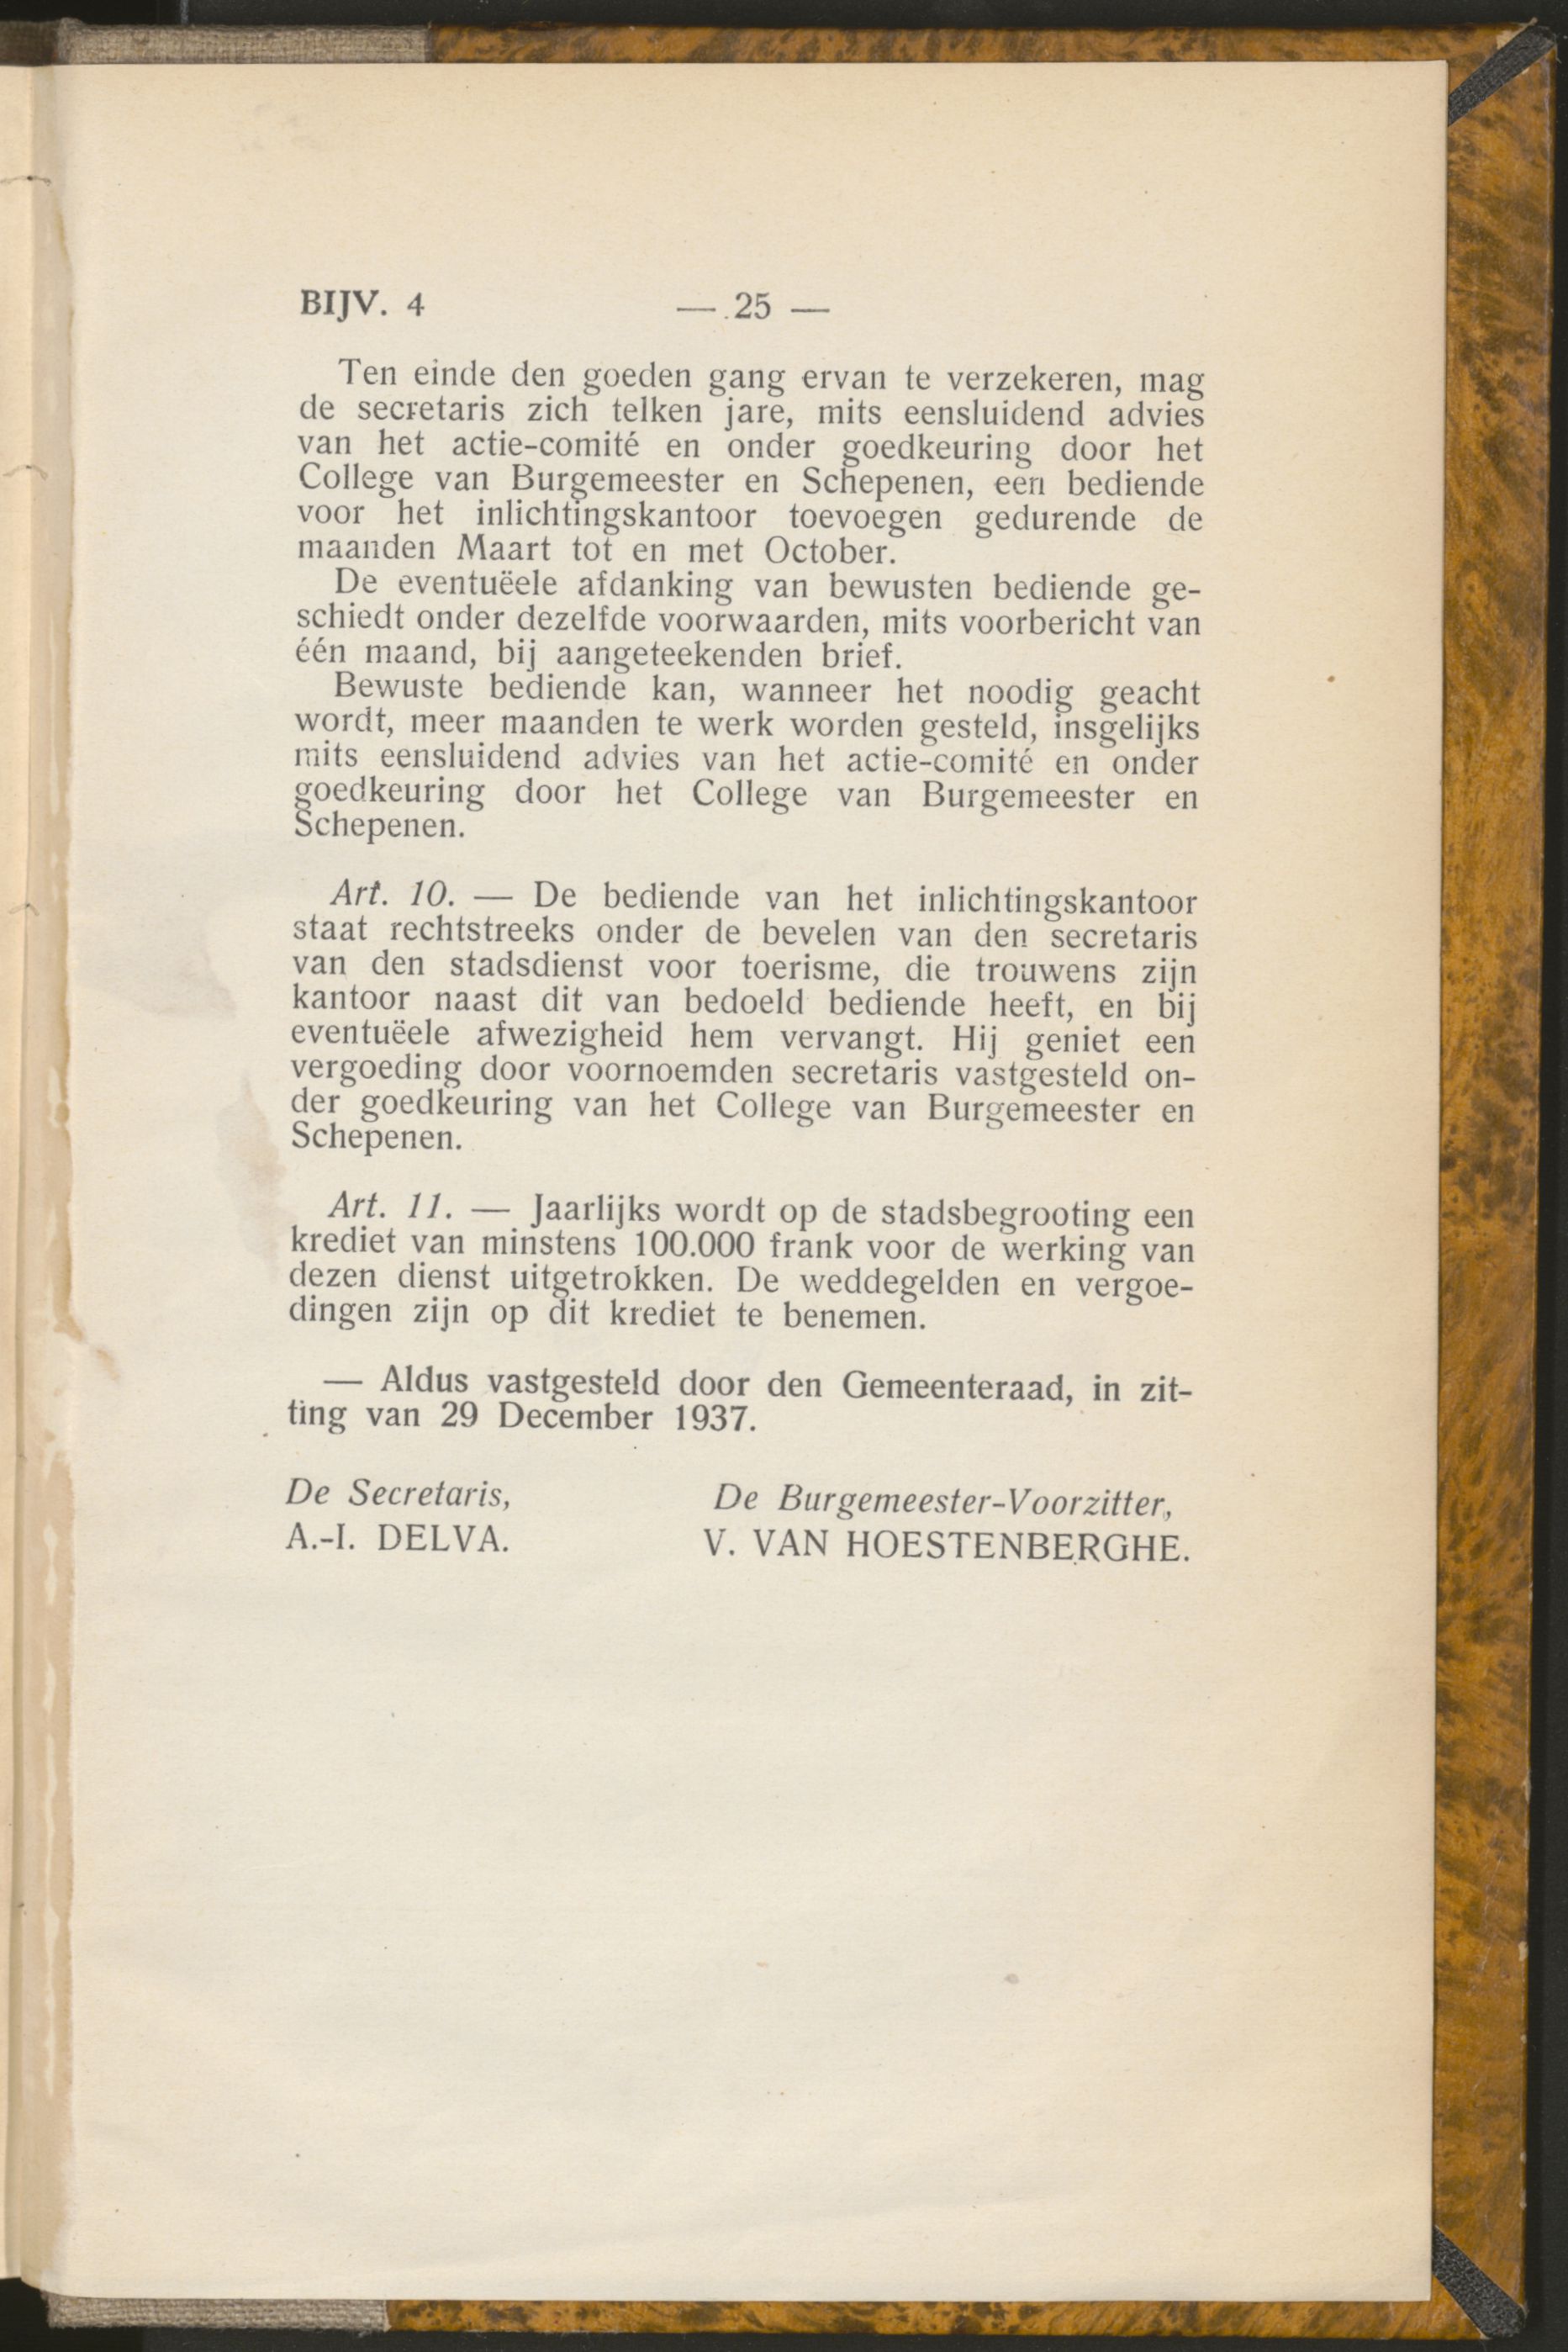 BIJV. 4 — 25 —
Ten einde den goeden gang ervan te verzekeren, mag
de secretaris zich telken jare, mits eensluidend advies
van het actie-comité en onder goedkeuring door het
College van Burgemeester en Schepenen, een bediende
voor het inlichtingskantoor toevoegen gedurende de
maanden Maart tot en met October.
De eventuëele afdanking van bewusten bediende ge-
schiedt onder dezelfde voorwaarden, mits voorbericht van
één maand, bij aangeteekenden brief.
Bewuste bediende kan, wanneer het noodig geacht
wordt, meer maanden te werk worden gesteld, insgelijks
mits eensluidend advies van het actie-comité en onder
goedkeuring door het College van Burgemeester en
Schepenen.
Art. 10. — De bediende van het inlichtingskantoor
staat rechtstreeks onder de bevelen van den secretaris
van den stadsdienst voor toerisme, die trouwens zijn
kantoor naast dit van bedoeld bediende heeft, en bij
eventuëele afwezigheid hem vervangt. Hij geniet een
vergoeding door voornoemden secretaris vastgesteld on-
der goedkeuring van het College van Burgemeester en
Schepenen.
Art. 11. — Jaarlijks wordt op de stadsbegrooting een
krediet van minstens 100.000 frank voor de werking van
dezen dienst uitgetrokken. De weddegelden en vergoe-
dingen zijn op dit krediet te benemen.
— Aldus vastgesteld door den Gemeenteraad, in zit-
ting van 29 December 1937.
De Secretaris, De Burgemeester-Voorzitter,
A.-I. DELVA. V. VAN HOESTENBERGHE.